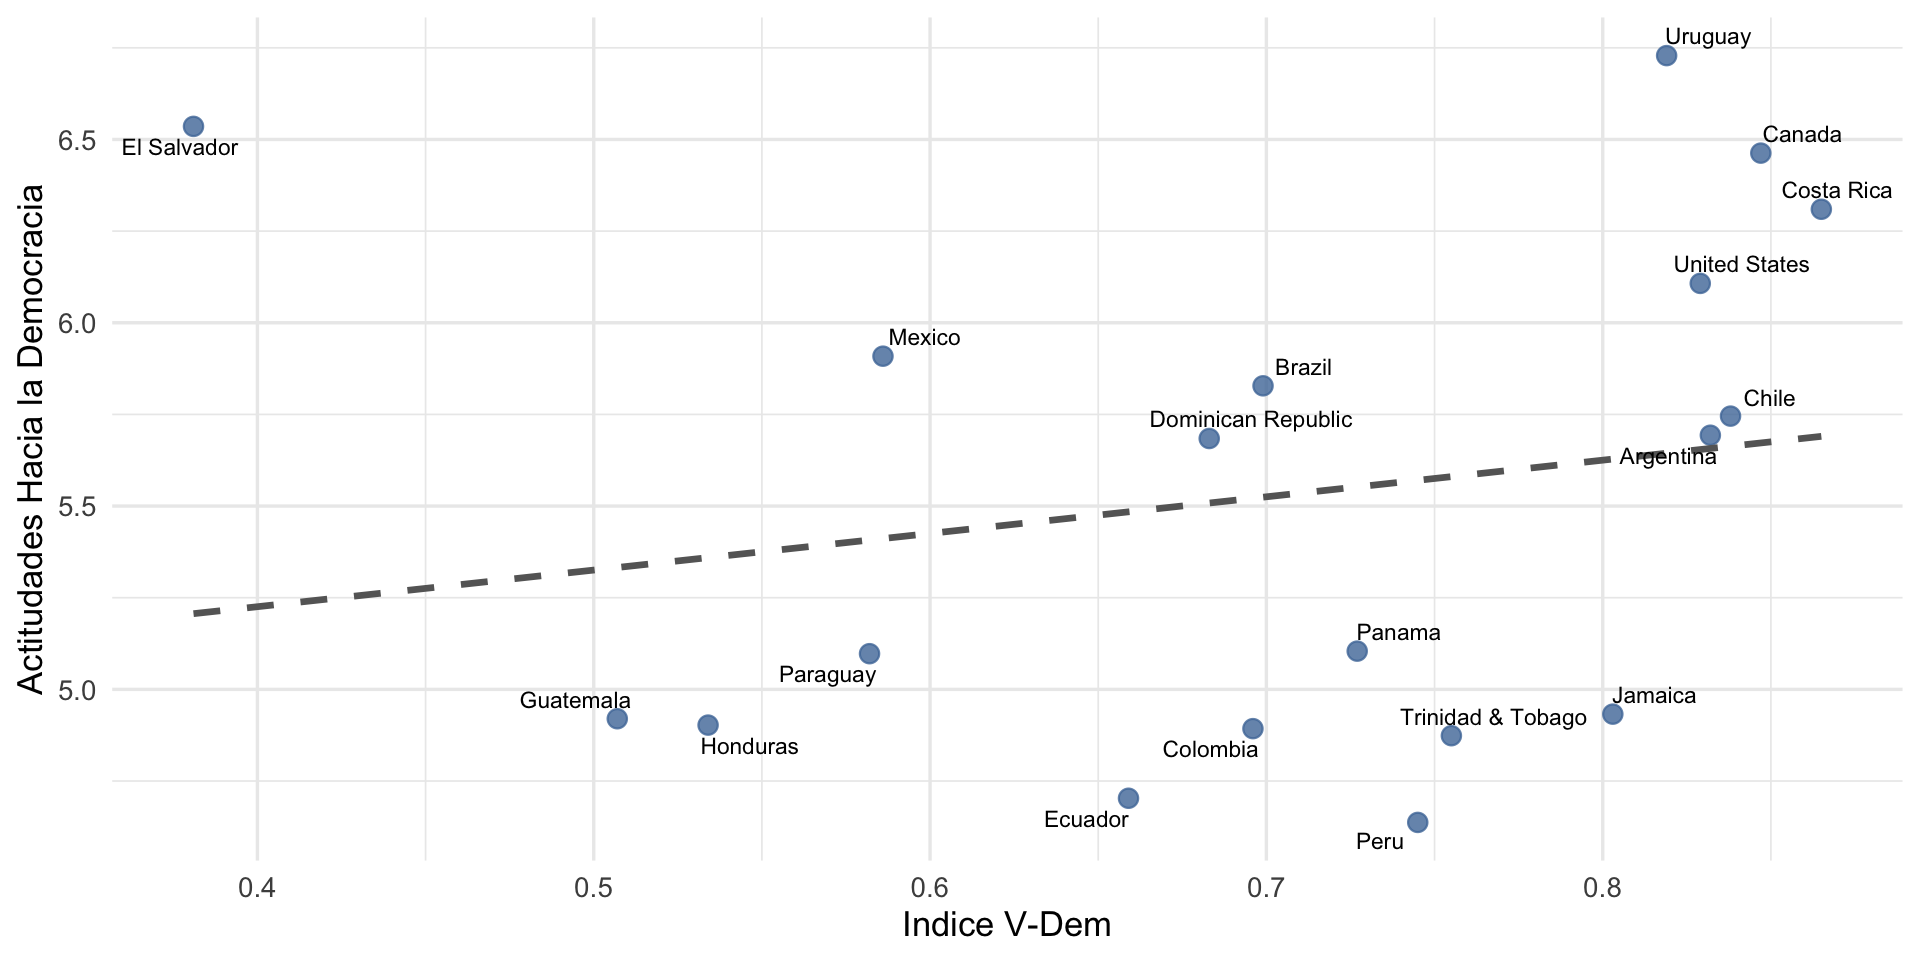 Uruguay
6.5
El Salvador
Canada
Costa Rica
United States
6.0
Mexico
Brazil
Dominican Republic
Chile
Argentina
5.5
Actitudades Hacia la Democracia
Panama
Paraguay
5.0
Guatemala
Jamaica
Trinidad & Tobago
Honduras
Colombia
Ecuador
Peru
0.4 0.5 0.6 0.7 0.8
Indice V-Dem